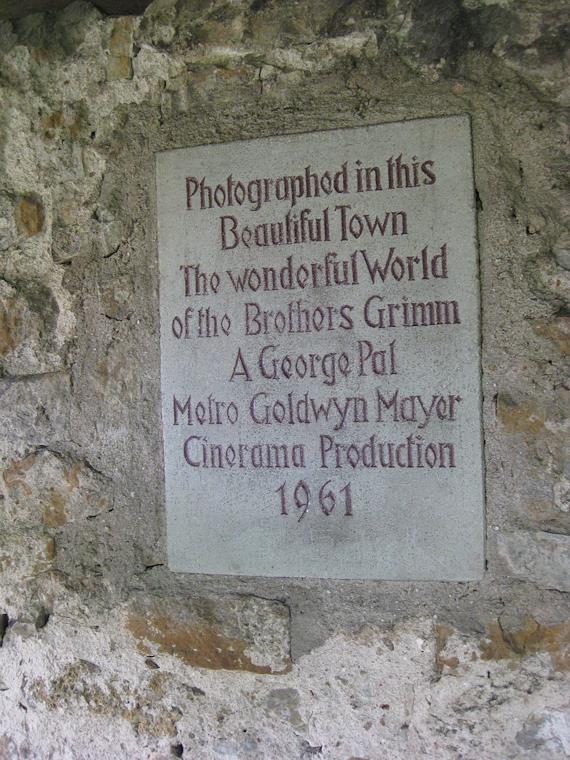 Photographed in this
Beautiful Town
The wonderful World
of the Brothers Grimm
A George Pal
Metro Goldwyn Mayer
Cinerama Production
1961